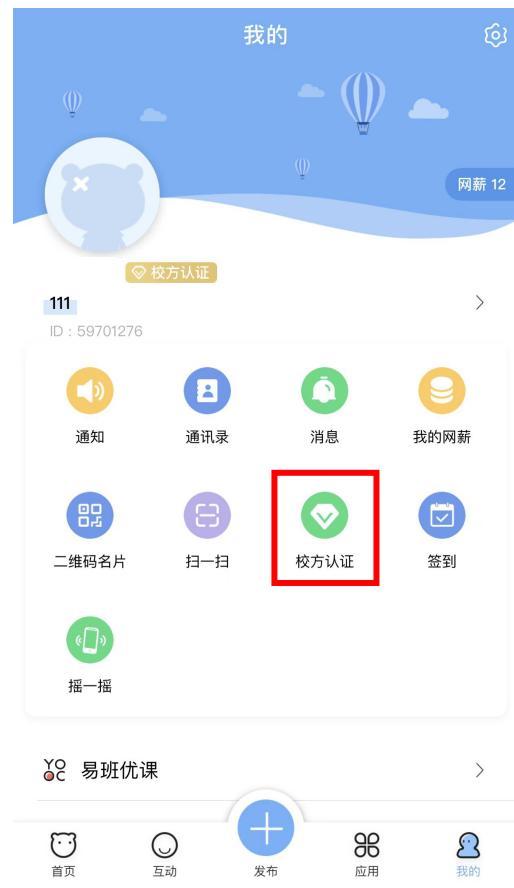 我的
网薪 12
校方认证
111
ID：59701276
通知 通讯录 消息 我的网薪
二维码名片 扫一扫 校方认证 签到
摇一摇
YOOC 易班优课
首页 互动 发布 应用 我的